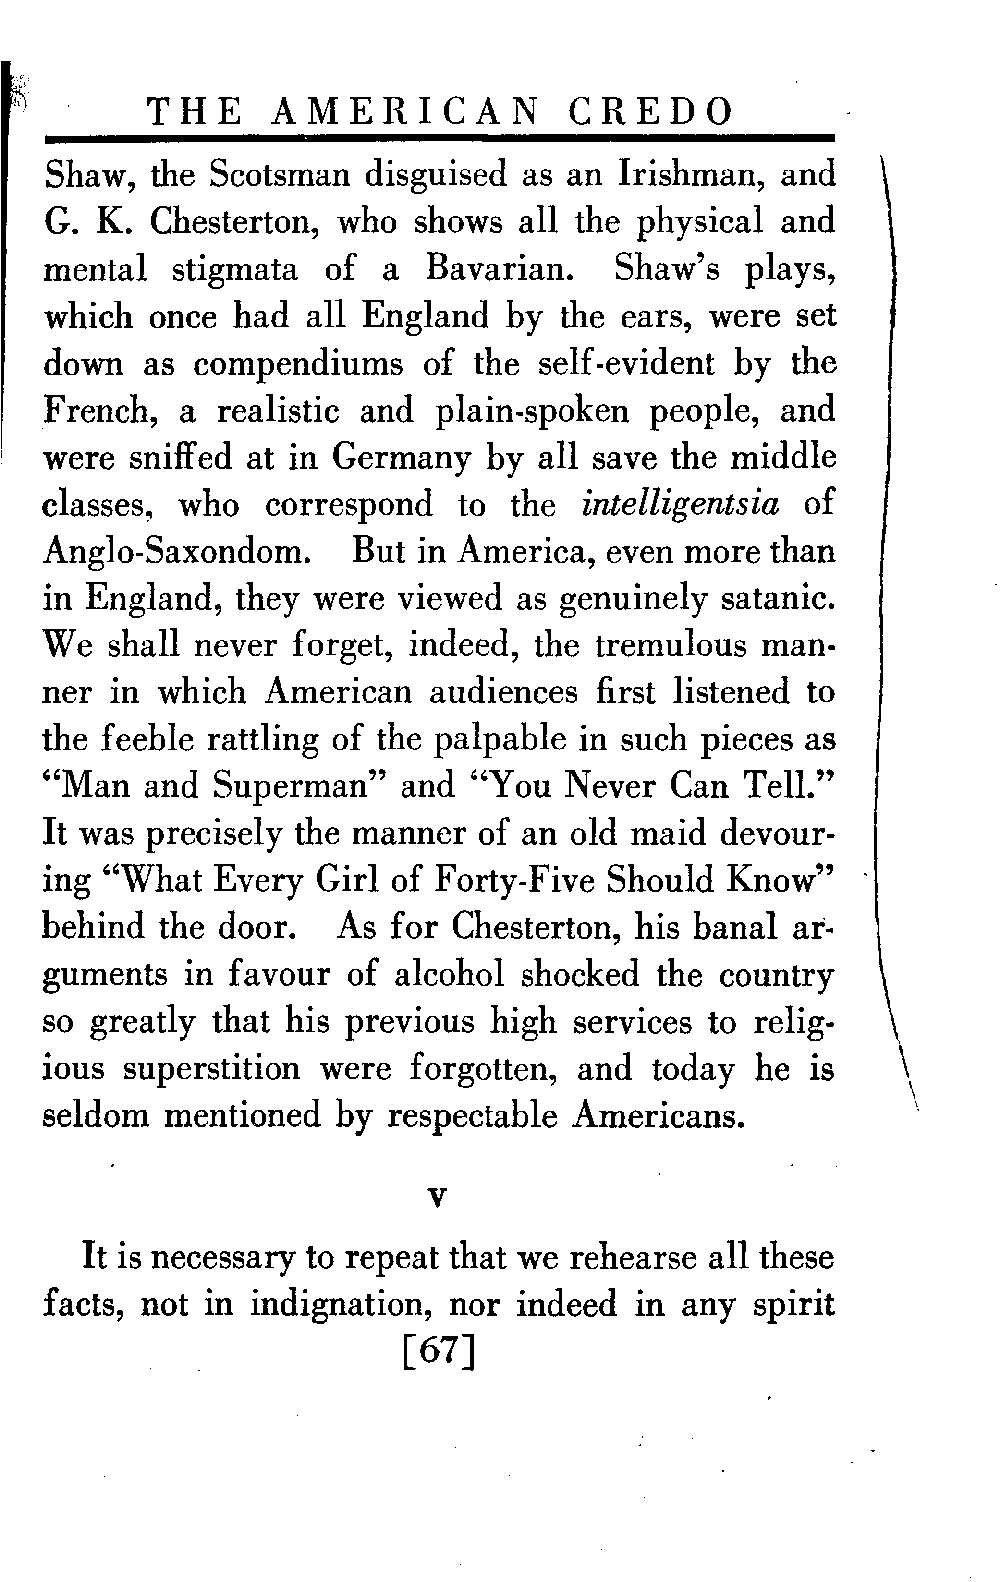 THE AMERICAN CREDO
Shaw, the Scotsman disguised as an Irishman, and
G. K. Chesterton, who shows all the physical and
mental stigmata of a Bavarian. Shaw's plays,
which once had all England by the ears, were set
down as compendiums of the self-evident by the
French, a realistic and plain-spoken people, and
were sniffed at in Germany by all save the middle
classes, who correspond to the intelligentsia of
Anglo-Saxondom. But in America, even more than
in England, they were viewed as genuinely satanic.
We shall never forget, indeed, the tremulous man-
ner in which American audiences first listened to
the feeble rattling of the palpable in such pieces as
“Man and Superman” and “You Never Can Tell.”
It was precisely the manner of an old maid devour-
ing “What Every Girl of Forty-Five Should Know”
behind the door. As for Chesterton, his banal ar-
guments in favour of alcohol shocked the country
so greatly that his previous high services to relig-
ious superstition were forgotten, and today he is
seldom mentioned by respectable Americans.
V
It is necessary to repeat that we rehearse all these
facts, not in indignation, nor indeed in any spirit
[67]